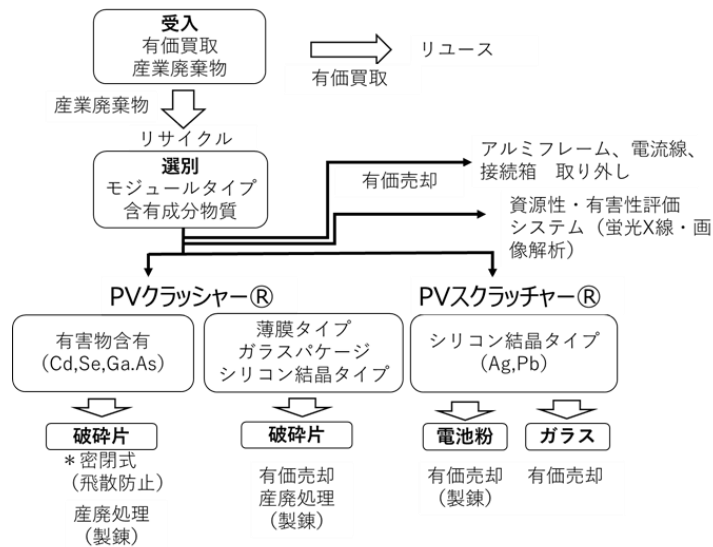 受入
有価買取
産業廃棄物
リユース
有価買取
産業廃棄物
リサイクル
選別
モジュールタイプ
含有成分物質
有価売却
アルミフレーム、電流線、
接続箱 取り外し
資源性・有害性評価
システム（蛍光X線・画
像解析）
PVクラッシャー®
PVスクラッチャー®
有害物含有
(Cd,Se,Ga.As)
薄膜タイプ
ガラスパッケージ
シリコン結晶タイプ
シリコン結晶タイプ
(Ag,Pb)
破砕片
＊密閉式
（飛散防止）
産廃処理
（製錬）
破砕片
有価売却
産廃処理
（製錬）
電池粉
有価売却
（製錬）
ガラス
有価売却